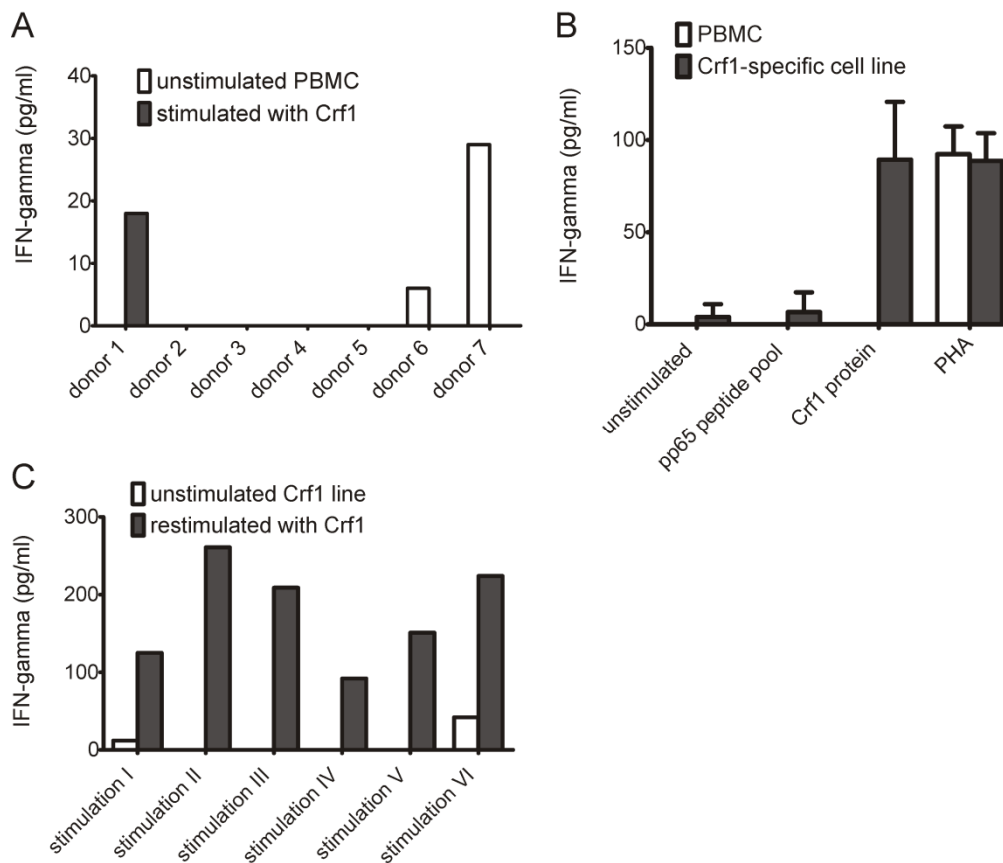 A
unstimulated PBMC
stimulated with Crf1
IFN-gamma (pg/ml)
40
30
20
10
0
donor 1
donor 2
donor 3
donor 4
donor 5
donor 6
donor 7
B
PBMC
Crf1-specific cell line
IFN-gamma (pg/ml)
150
100
50
0
unstimulated
pp65 peptide pool
Crf1 protein
PHA
C
unstimulated Crf1 line
restimulated with Crf1
IFN-gamma (pg/ml)
300
200
100
0
stimulation I
stimulation II
stimulation III
stimulation IV
stimulation V
stimulation VI